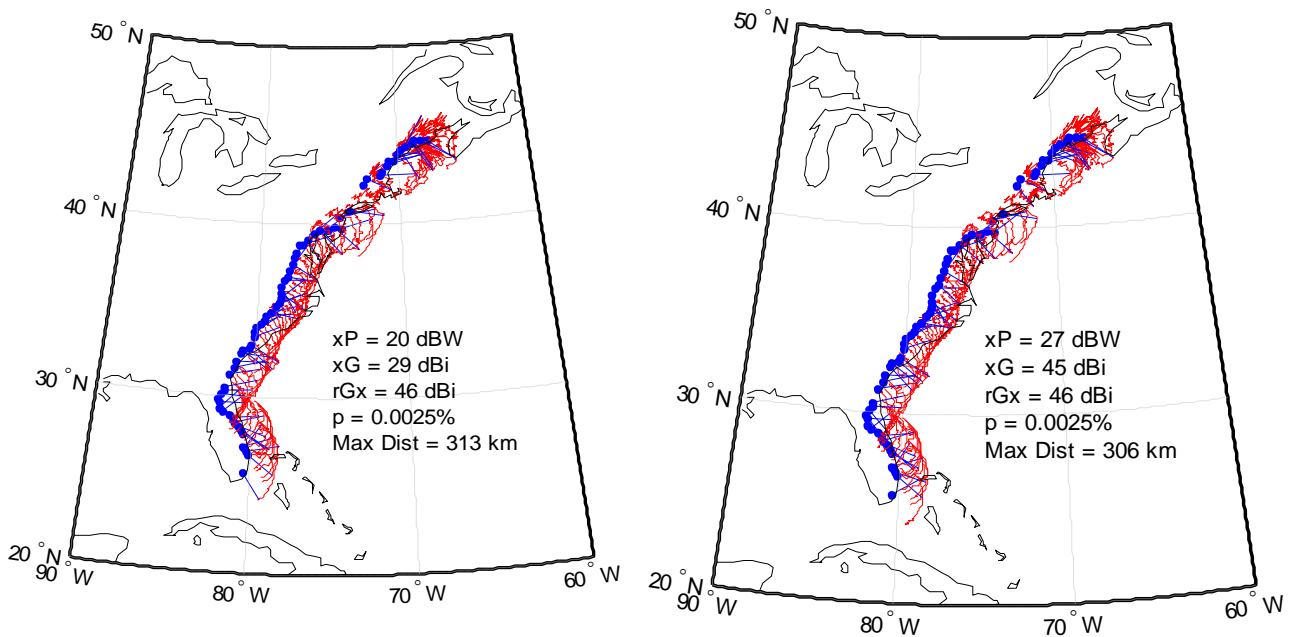 50 °N
40 °N
30 °N
20 °N
90 °W
80 °W
70 °W
60 °W
xP = 20 dBW
xG = 29 dBi
rGx = 46 dBi
p = 0.0025%
Max Dist = 313 km
50 °N
40 °N
30 °N
20 °N
90 °W
80 °W
70 °W
60 °W
xP = 27 dBW
xG = 45 dBi
rGx = 46 dBi
p = 0.0025%
Max Dist = 306 km